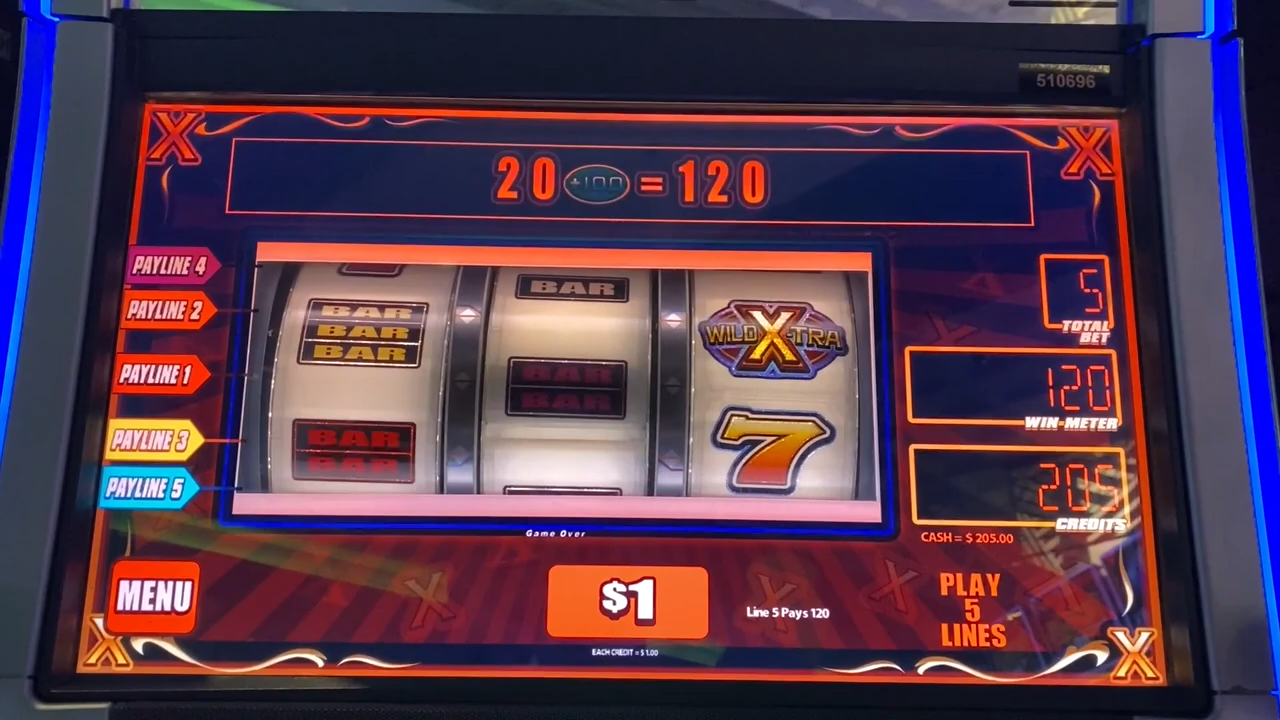 510696
X
X
20 +100 = 120
PAYLINE 4
PAYLINE 2
PAYLINE 1
PAYLINE 3
PAYLINE 5
BAR
BAR
BAR
BAR
BAR
BAR
BAR
BAR
WILD X-TRA
7
5
TOTAL
BET
120
WIN-METER
205
CREDITS
CASH = $ 205.00
Game Over
MENU
$1
Line 5 Pays 120
PLAY
5
LINES
EACH CREDIT = $1.00
X
X